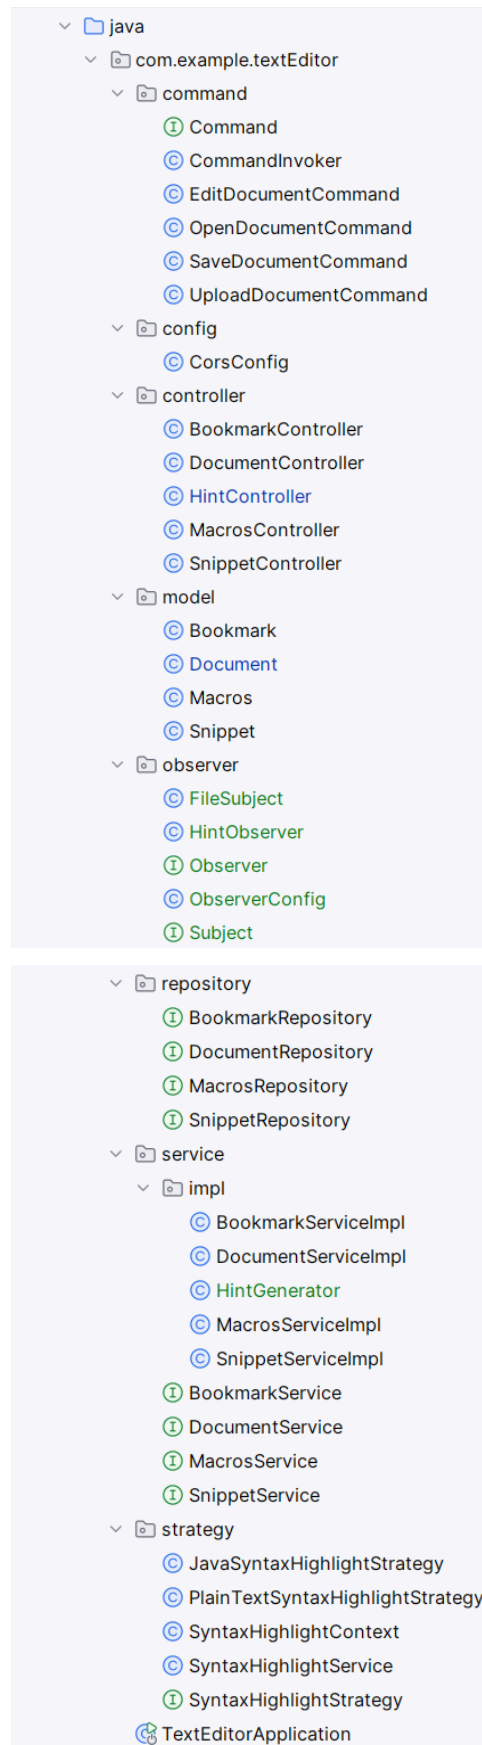 java
com.example.textEditor
command
Command
CommandInvoker
EditDocumentCommand
OpenDocumentCommand
SaveDocumentCommand
UploadDocumentCommand
config
CorsConfig
controller
BookmarkController
DocumentController
HintController
MacrosController
SnippetController
model
Bookmark
Document
Macros
Snippet
observer
FileSubject
HintObserver
Observer
ObserverConfig
Subject
repository
BookmarkRepository
DocumentRepository
MacrosRepository
SnippetRepository
service
impl
BookmarkServiceImpl
DocumentServiceImpl
HintGenerator
MacrosServiceImpl
SnippetServiceImpl
BookmarkService
DocumentService
MacrosService
SnippetService
strategy
JavaSyntaxHighlightStrategy
PlainTextSyntaxHighlightStrategy
SyntaxHighlightContext
SyntaxHighlightService
SyntaxHighlightStrategy
TextEditorApplication